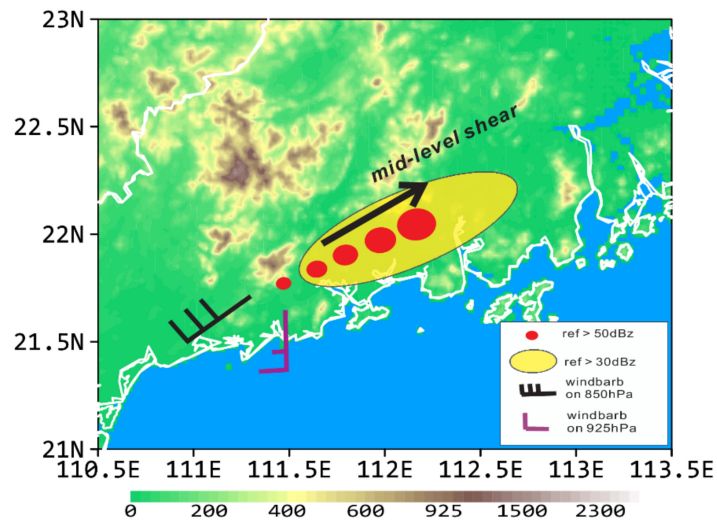 23N
mid-level shear
22.5N
22N
21.5N
21N
ref > 50dBz
ref > 30dBz
windbarb
on 850hPa
windbarb
on 925hPa
110.5E 111E 111.5E 112E 112.5E 113E 113.5E
0 200 400 600 925 1500 2300